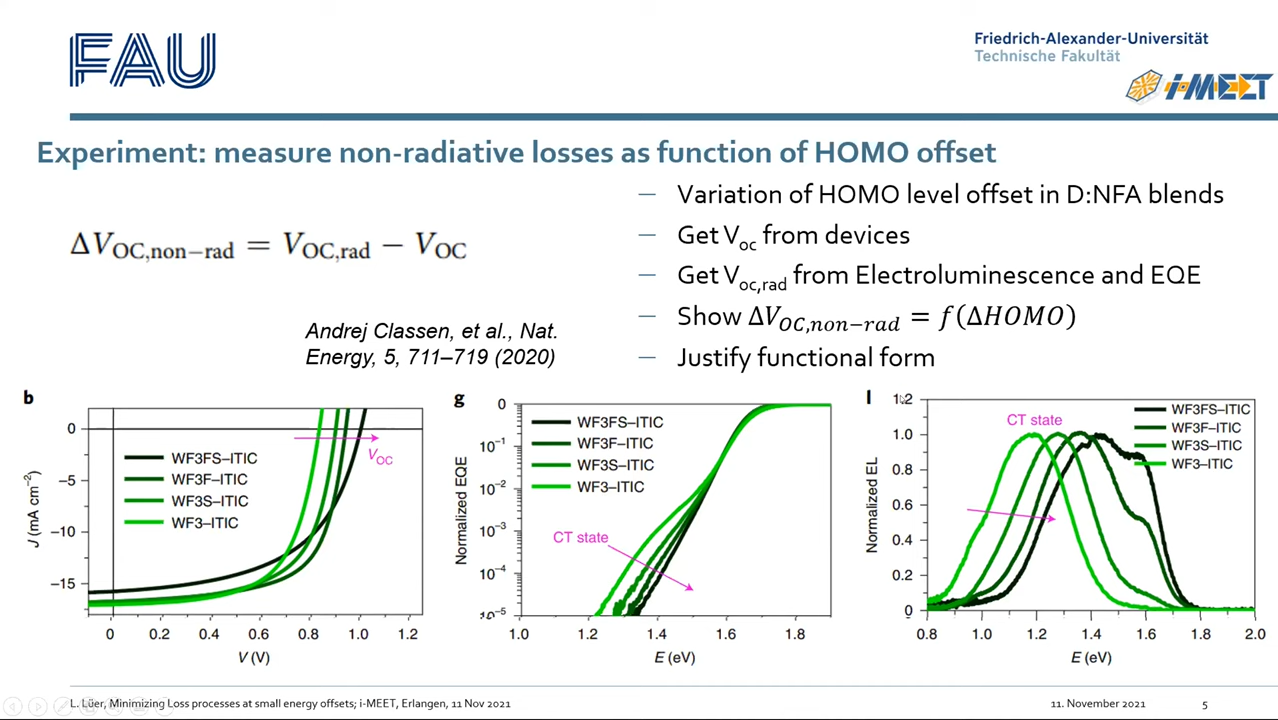 FAU
Friedrich-Alexander-Universität
Technische Fakultät
i-MEET
Experiment: measure non-radiative losses as function of HOMO offset
ΔV_OC,non−rad = V_OC,rad − V_OC
Andrej Classen, et al., Nat.
Energy, 5, 711–719 (2020)
— Variation of HOMO level offset in D:NFA blends
— Get V_oc from devices
— Get V_oc,rad from Electroluminescence and EQE
— Show ΔV_OC,non−rad = f(ΔHOMO)
— Justify functional form
b
0
−5
−10
−15
J (mA cm⁻²)
WF3FS–ITIC
WF3F–ITIC
WF3S–ITIC
WF3–ITIC
V_OC
0 0.2 0.4 0.6 0.8 1.0 1.2
V (V)
g
0
10⁻¹
10⁻²
10⁻³
10⁻⁴
10⁻⁵
Normalized EQE
WF3FS–ITIC
WF3F–ITIC
WF3S–ITIC
WF3–ITIC
CT state
1.0 1.2 1.4 1.6 1.8
E (eV)
l
1.2
1.0
0.8
0.6
0.4
0.2
0
Normalized EL
CT state
WF3FS–ITIC
WF3F–ITIC
WF3S–ITIC
WF3–ITIC
0.8 1.0 1.2 1.4 1.6 1.8 2.0
E (eV)
L. Lüer, Minimizing Loss processes at small energy offsets; i-MEET, Erlangen, 11 Nov 2021
11. November 2021
5